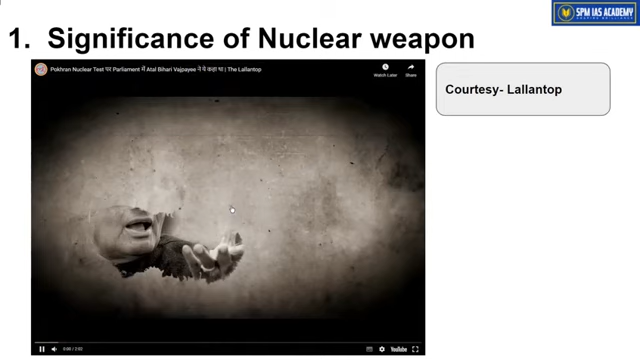 SPM IAS ACADEMY
1. Significance of Nuclear weapon
Pokhran Nuclear Test पर Parliament में Atal Bihari Vajpayee ने ये कहा था | The Lallantop
Watch Later
Share
Courtesy- Lallantop
0:00 / 2:03
YouTube